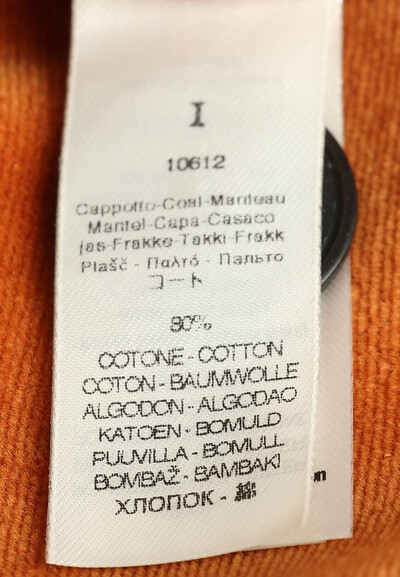 I
10612
Cappotto-Coat-Manteau
Mantel-Capa-Casaco
Jas-Frakke-Takki-Frakk
Plašč - Παλτό - Пальто
コート
COTONE - COTTON
COTON - BAUMWOLLE
ALGODON - ALGODAO
KATOEN - BOMULD
PUUVILLA - BOMULL
BOMBAŽ - BAMBAKI
ХЛОПОК - 綿